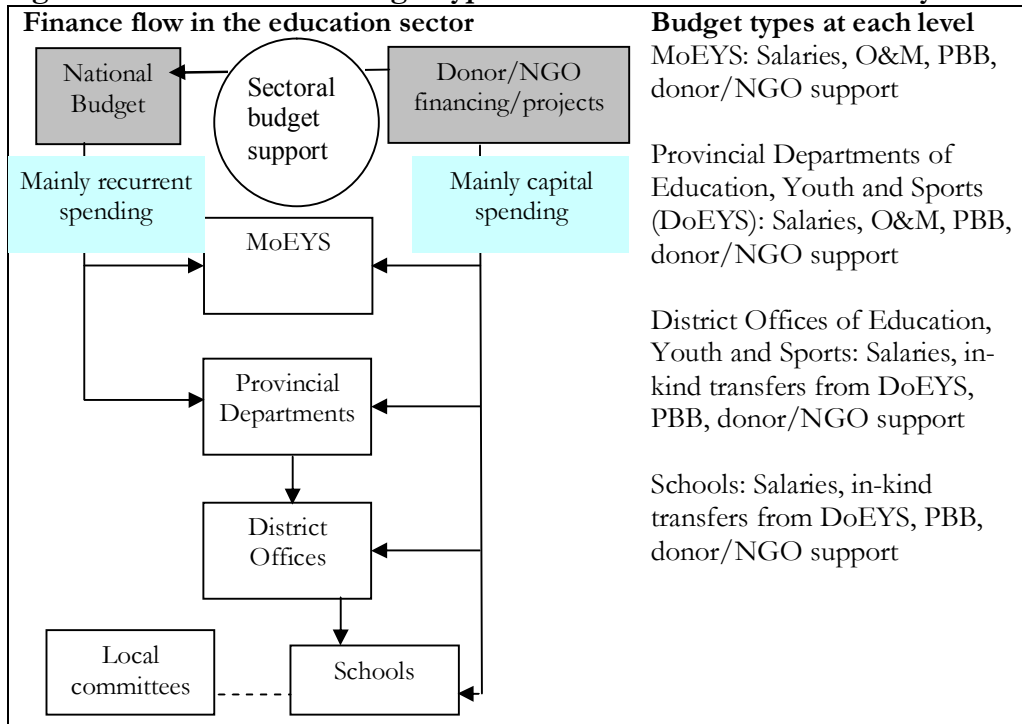 Finance flow in the education sector
National
Budget
Sectoral
budget
support
Donor/NGO
financing/projects
Mainly recurrent
spending
Mainly capital
spending
MoEYS
Provincial
Departments
District
Offices
Local
committees
Schools
Budget types at each level
MoEYS: Salaries, O&M, PBB,
donor/NGO support
Provincial Departments of
Education, Youth and Sports
(DoEYS): Salaries, O&M, PBB,
donor/NGO support
District Offices of Education,
Youth and Sports: Salaries, in-
kind transfers from DoEYS,
PBB, donor/NGO support
Schools: Salaries, in-kind
transfers from DoEYS, PBB,
donor/NGO support